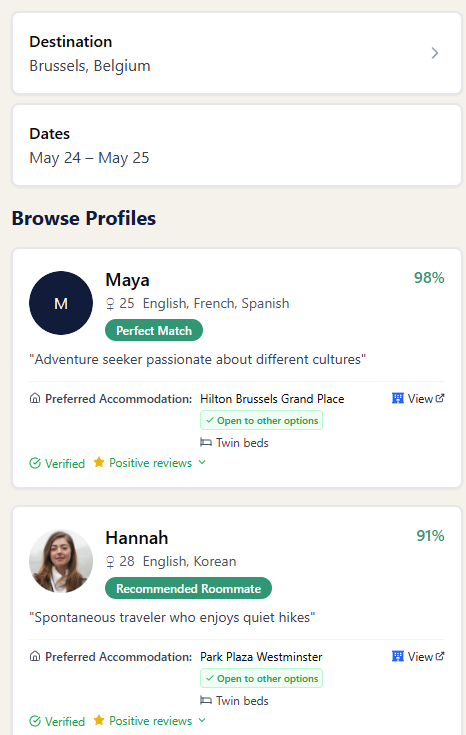 Destination
Brussels, Belgium
Dates
May 24 – May 25
Browse Profiles
M
Maya
98%
♀ 25 English, French, Spanish
Perfect Match
"Adventure seeker passionate about different cultures"
Preferred Accommodation: Hilton Brussels Grand Place View
✓ Open to other options
Twin beds
Verified Positive reviews
Hannah
91%
♀ 28 English, Korean
Recommended Roommate
"Spontaneous traveler who enjoys quiet hikes"
Preferred Accommodation: Park Plaza Westminster View
✓ Open to other options
Twin beds
Verified Positive reviews